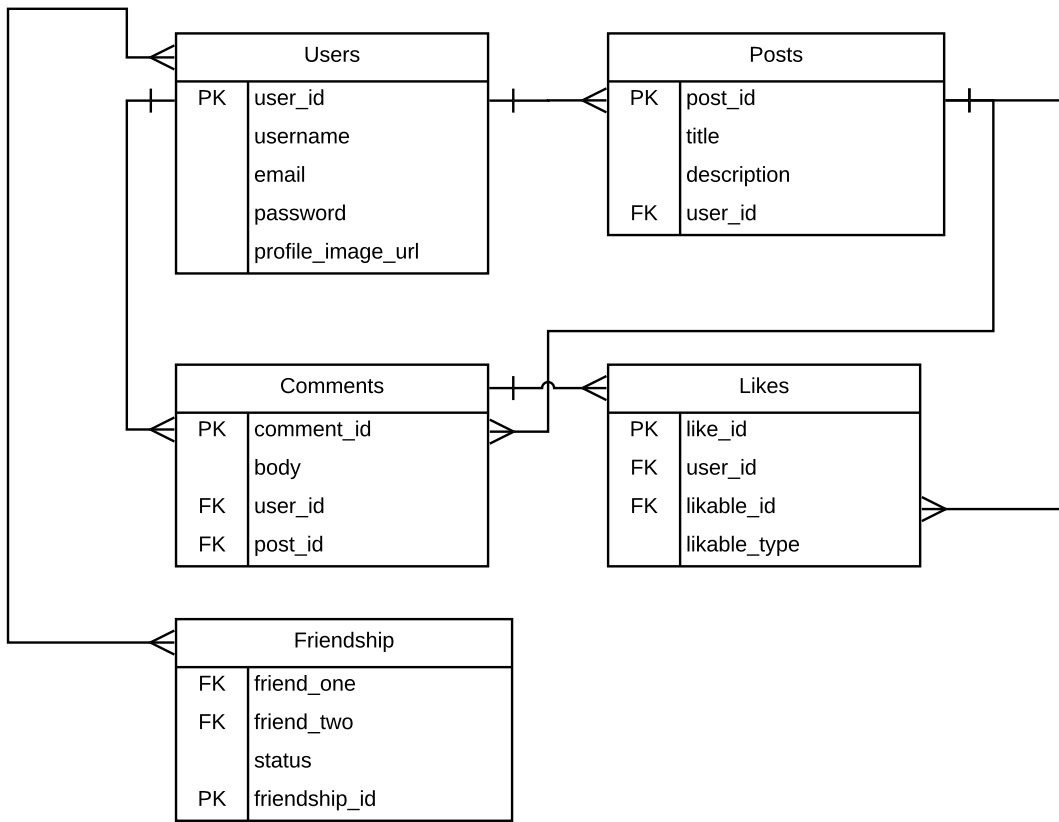 Users
PK user_id
username
email
password
profile_image_url
Posts
PK post_id
title
description
FK user_id
Comments
PK comment_id
body
FK user_id
FK post_id
Likes
PK like_id
FK user_id
FK likable_id
likable_type
Friendship
FK friend_one
FK friend_two
status
PK friendship_id